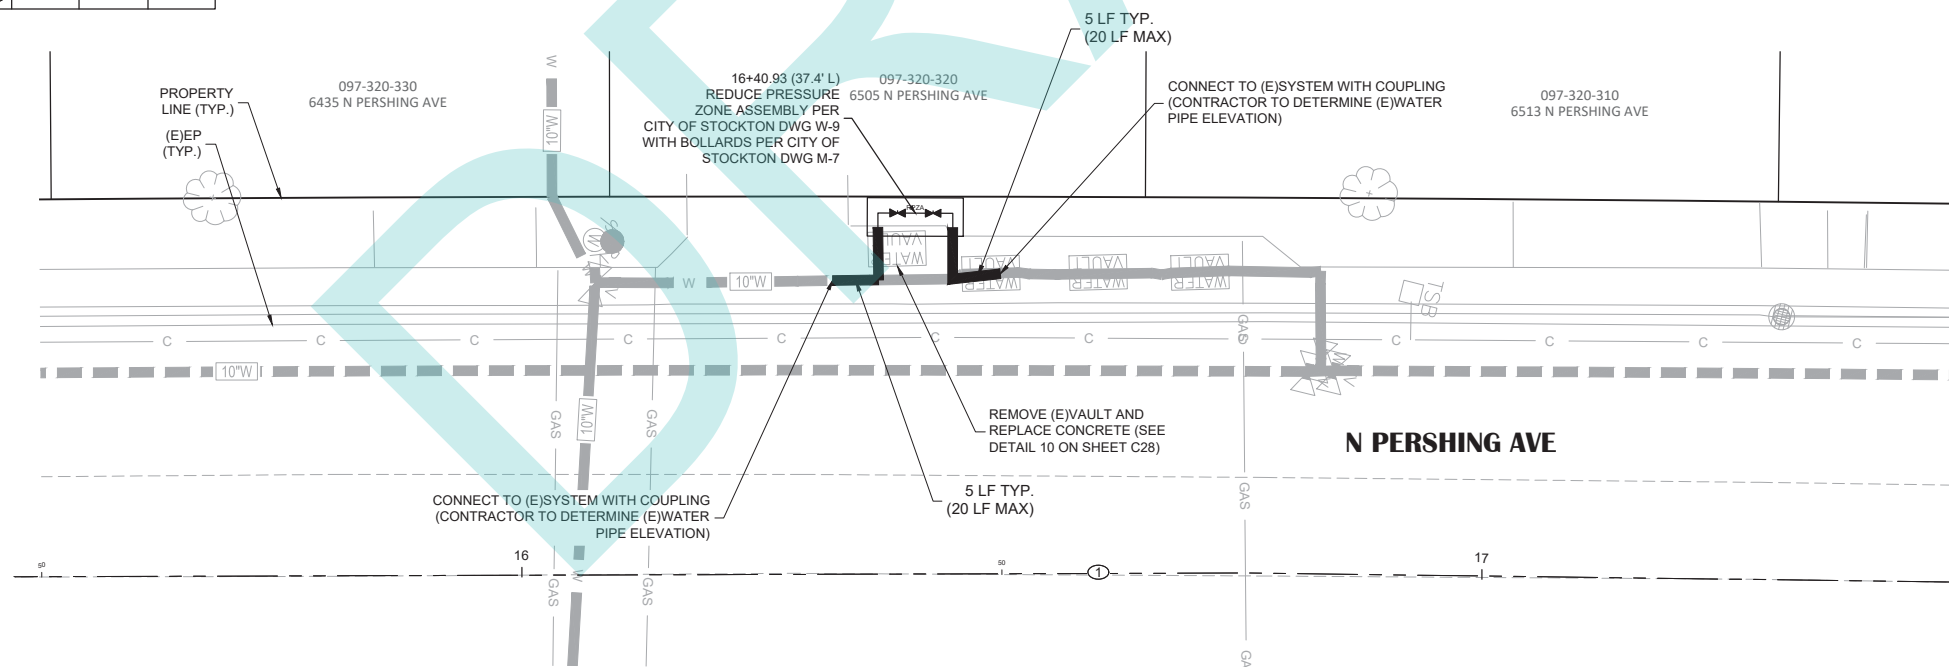 5 LF TYP.
(20 LF MAX)
097-320-330
6435 N PERSHING AVE
PROPERTY
LINE (TYP.)
(E)EP
(TYP.)
W
10"W
16+40.93 (37.4' L)
REDUCE PRESSURE
ZONE ASSEMBLY PER
CITY OF STOCKTON DWG W-9
WITH BOLLARDS PER CITY OF
STOCKTON DWG M-7
097-320-320
6505 N PERSHING AVE
CONNECT TO (E)SYSTEM WITH COUPLING
(CONTRACTOR TO DETERMINE (E)WATER
PIPE ELEVATION)
097-320-310
6513 N PERSHING AVE
RPZA
WATER
VAULT
WATER
VAULT
WATER
VAULT
WATER
VAULT
W
10"W
TSB
GAS
C
C
C
C
C
C
C
C
C
C
C
C
10"W
10"W
GAS
GAS
REMOVE (E)VAULT AND
REPLACE CONCRETE (SEE
DETAIL 10 ON SHEET C28)
N PERSHING AVE
CONNECT TO (E)SYSTEM WITH COUPLING
(CONTRACTOR TO DETERMINE (E)WATER
PIPE ELEVATION)
5 LF TYP.
(20 LF MAX)
GAS
50
16
50
1
17
W
GAS
GAS